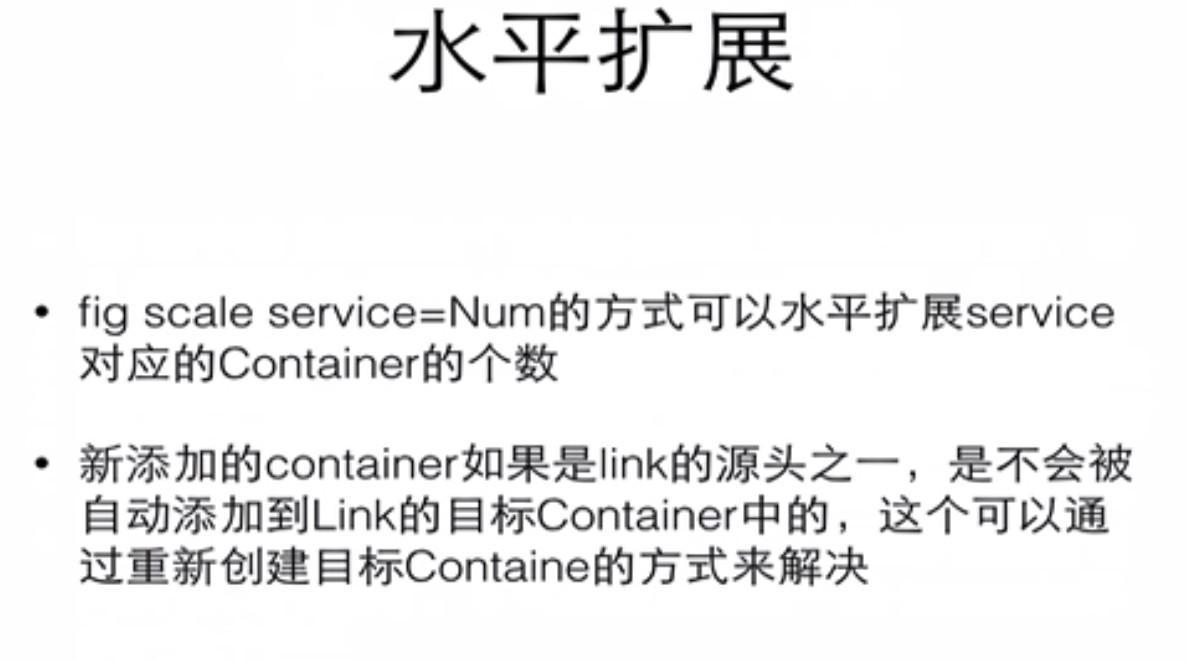 水平扩展
• fig scale service=Num的方式可以水平扩展service
对应的Container的个数
• 新添加的container如果是link的源头之一，是不会被
自动添加到Link的目标Container中的，这个可以通
过重新创建目标Containe的方式来解决